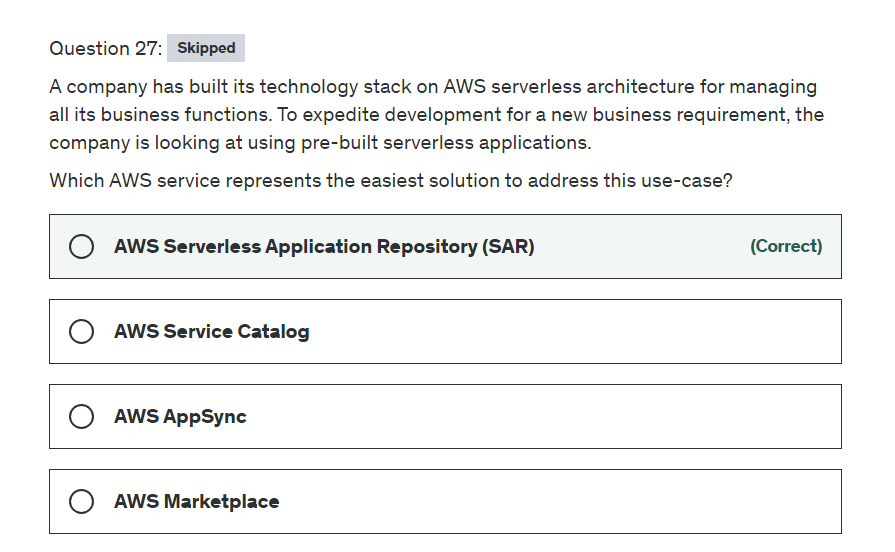 Question 27: Skipped
A company has built its technology stack on AWS serverless architecture for managing
all its business functions. To expedite development for a new business requirement, the
company is looking at using pre-built serverless applications.
Which AWS service represents the easiest solution to address this use-case?
AWS Serverless Application Repository (SAR) (Correct)
AWS Service Catalog
AWS AppSync
AWS Marketplace